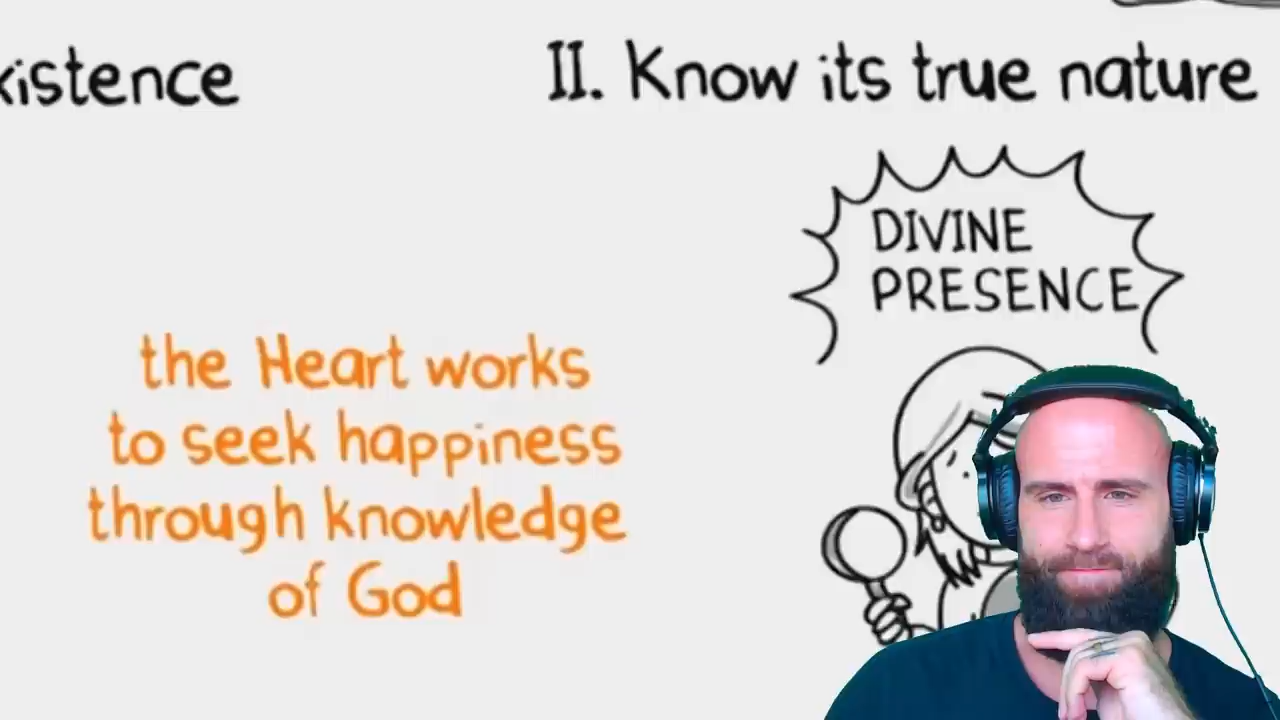 xistence
II. Know its true nature
DIVINE
PRESENCE
the Heart works
to seek happiness
through knowledge
of God